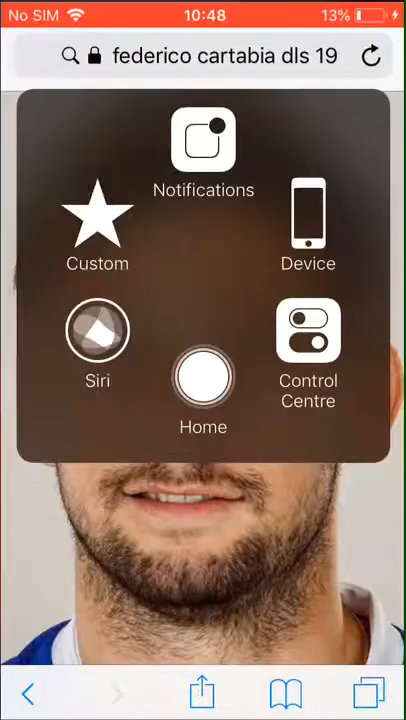 No SIM 10:48 13%
federico cartabia dls 19
Notifications
Custom
Device
Siri
Control
Centre
Home